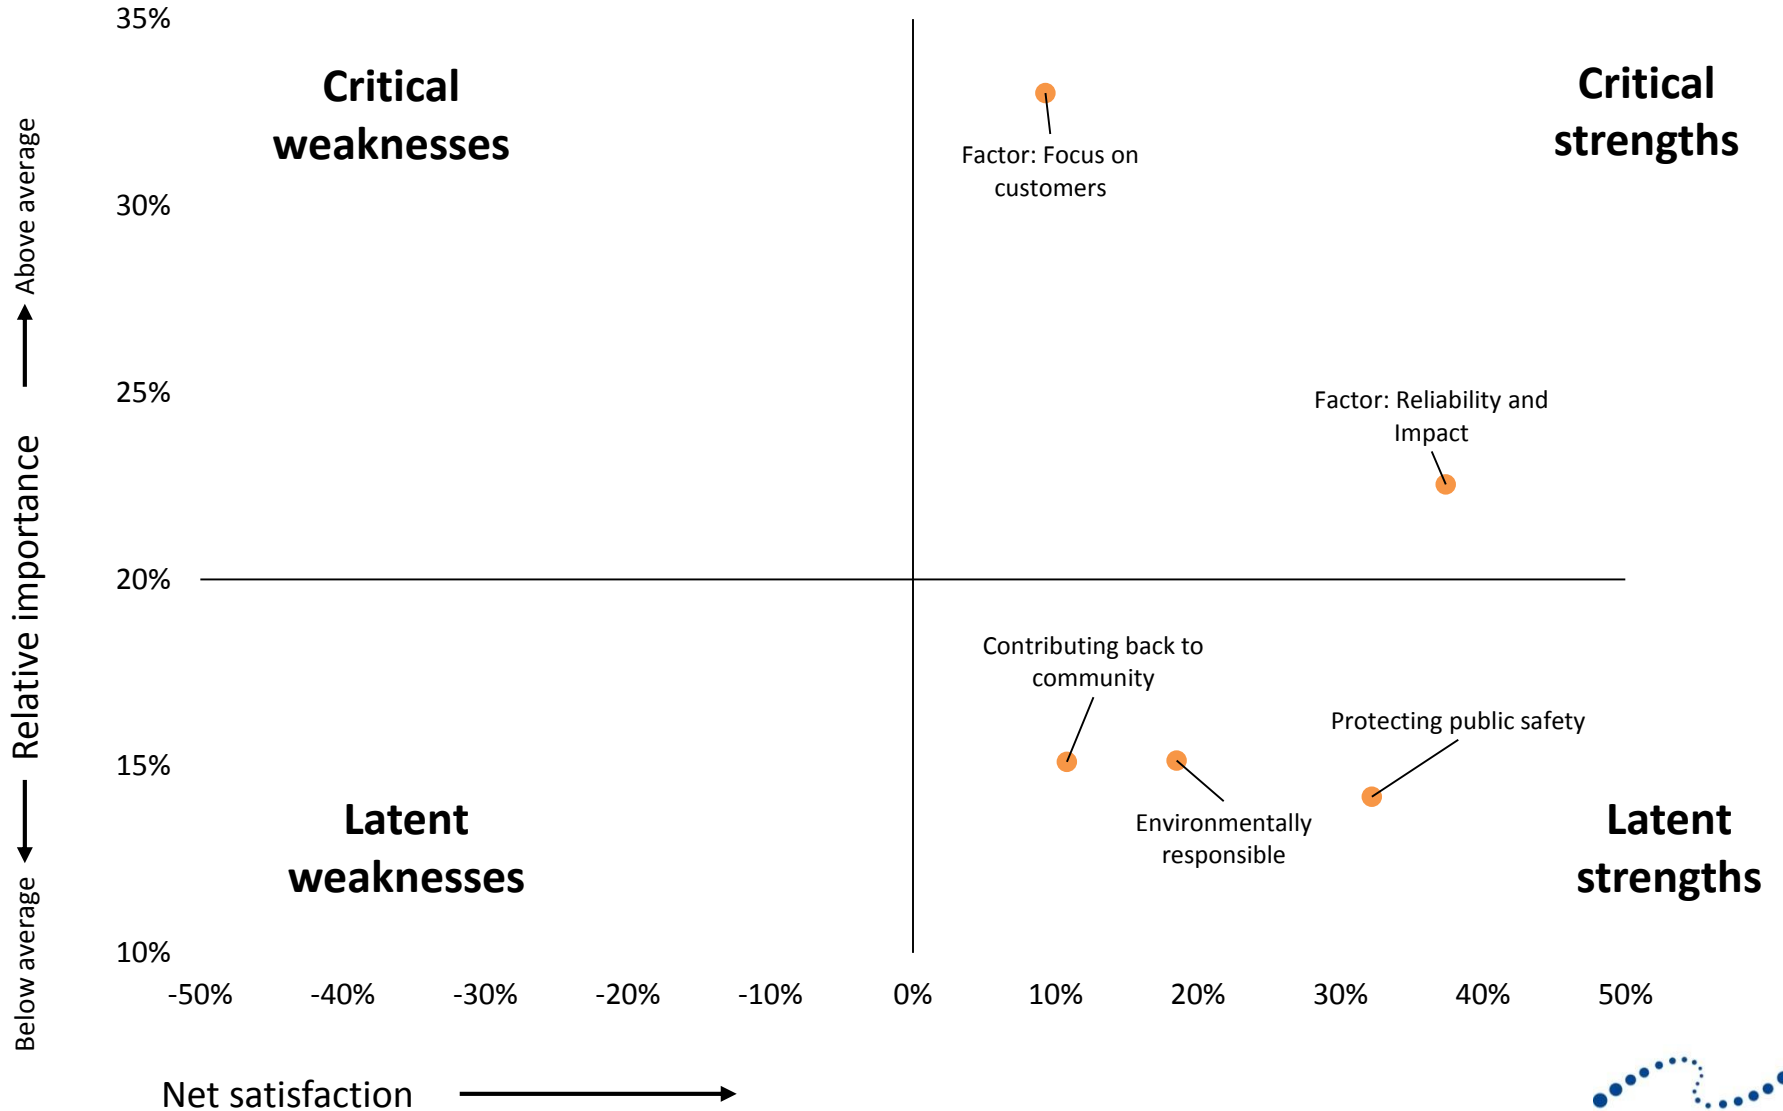 35%
Critical
weaknesses
Critical
strengths
Factor: Focus on
customers
30%
Above average
25%
Factor: Reliability and
Impact
Relative importance
20%
Contributing back to
community
Protecting public safety
15%
Environmentally
responsible
Latent
weaknesses
Latent
strengths
Below average
10%
-50%
-40%
-30%
-20%
-10%
0%
10%
20%
30%
40%
50%
Net satisfaction